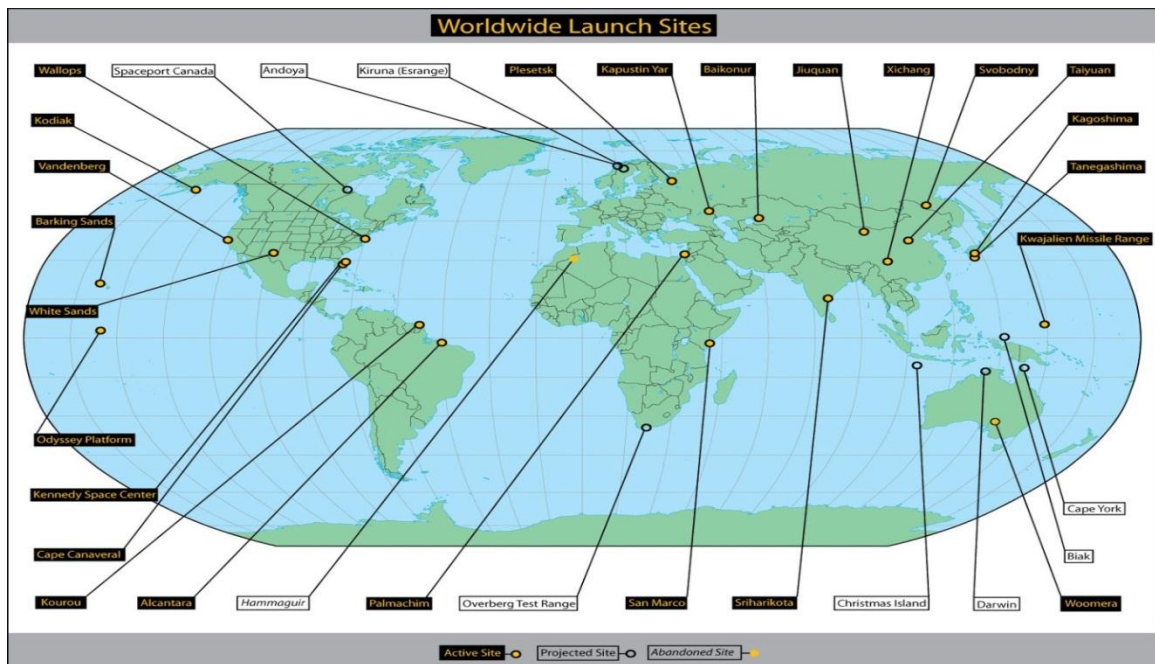 Worldwide Launch Sites
Wallops
Spaceport Canada
Andoya
Kiruna (Esrange)
Plesetsk
Kapustin Yar
Baikonur
Jiuquan
Xichang
Svobodny
Taiyuan
Kodiak
Kagoshima
Vandenberg
Tanegashima
Barking Sands
Kwajalien Missile Range
White Sands
Odyssey Platform
Kennedy Space Center
Cape York
Cape Canaveral
Biak
Kourou
Alcantara
Hammaguir
Palmachim
Overberg Test Range
San Marco
Sriharikota
Christmas Island
Darwin
Woomera
Active Site
Projected Site
Abandoned Site